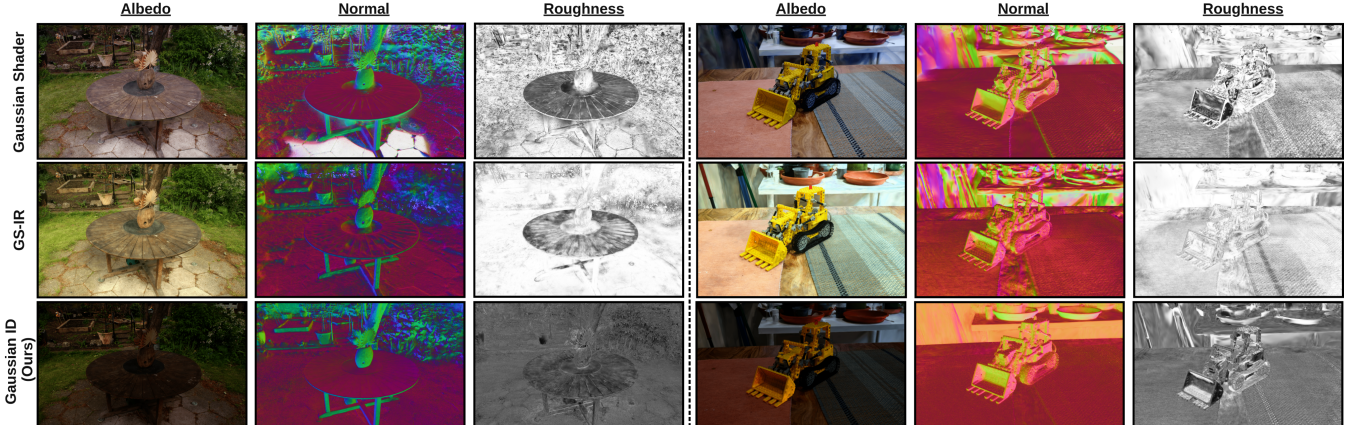 Albedo Normal Roughness Albedo Normal Roughness
Gaussian Shader
GS-IR
Gaussian ID
(Ours)